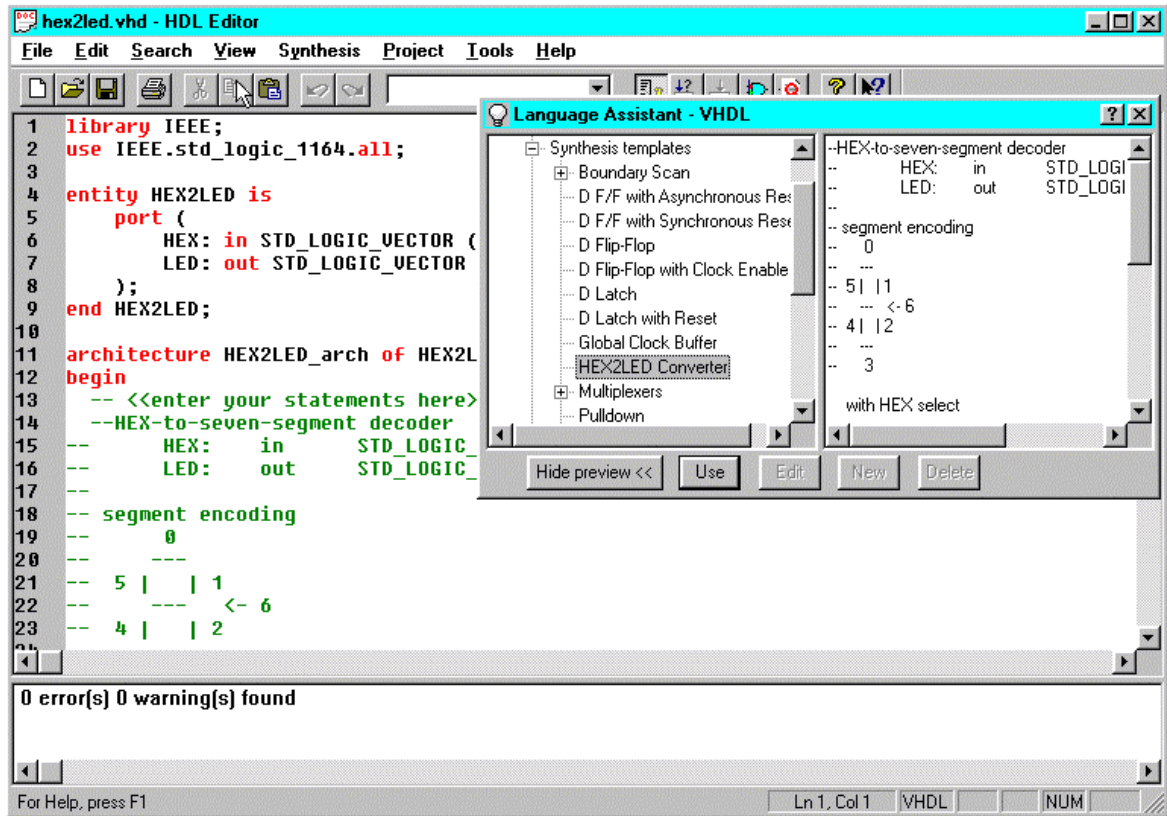 hex2led.vhd - HDL Editor
File Edit Search View Synthesis Project Tools Help
1 library IEEE;
2 use IEEE.std_logic_1164.all;
3
4 entity HEX2LED is
5 port (
6 HEX: in STD_LOGIC_VECTOR (
7 LED: out STD_LOGIC_VECTOR
8 );
9 end HEX2LED;
10
11 architecture HEX2LED_arch of HEX2L
12 begin
13 -- <<enter your statements here>
14 --HEX-to-seven-segment decoder
15 -- HEX: in STD_LOGIC_
16 -- LED: out STD_LOGIC_
17 --
18 -- segment encoding
19 -- 0
20 -- ---
21 -- 5 | | 1
22 -- --- <- 6
23 -- 4 | | 2
Language Assistant - VHDL
Synthesis templates
Boundary Scan
D F/F with Asynchronous Res
D F/F with Synchronous Rese
D Flip-Flop
D Flip-Flop with Clock Enable
D Latch
D Latch with Reset
Global Clock Buffer
HEX2LED Converter
Multiplexers
Pulldown
--HEX-to-seven-segment decoder
-- HEX: in STD_LOGI
-- LED: out STD_LOGI
--
-- segment encoding
-- 0
-- ---
-- 5| |1
-- --- <-6
-- 4| |2
-- ---
-- 3
with HEX select
Hide preview << Use Edit New Delete
0 error(s) 0 warning(s) found
For Help, press F1 Ln 1, Col 1 VHDL NUM